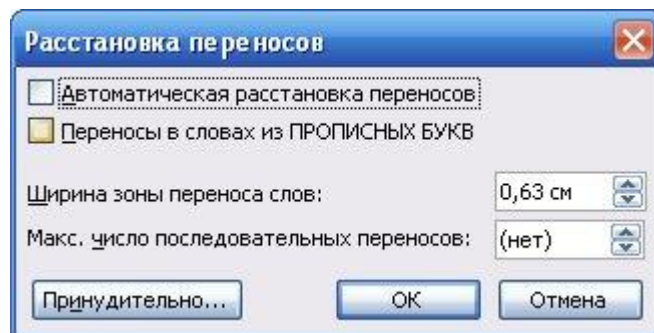 Расстановка переносов
Автоматическая расстановка переносов
Переносы в словах из ПРОПИСНЫХ БУКВ
Ширина зоны переноса слов: 0,63 см
Макс. число последовательных переносов: (нет)
Принудительно... ОК Отмена